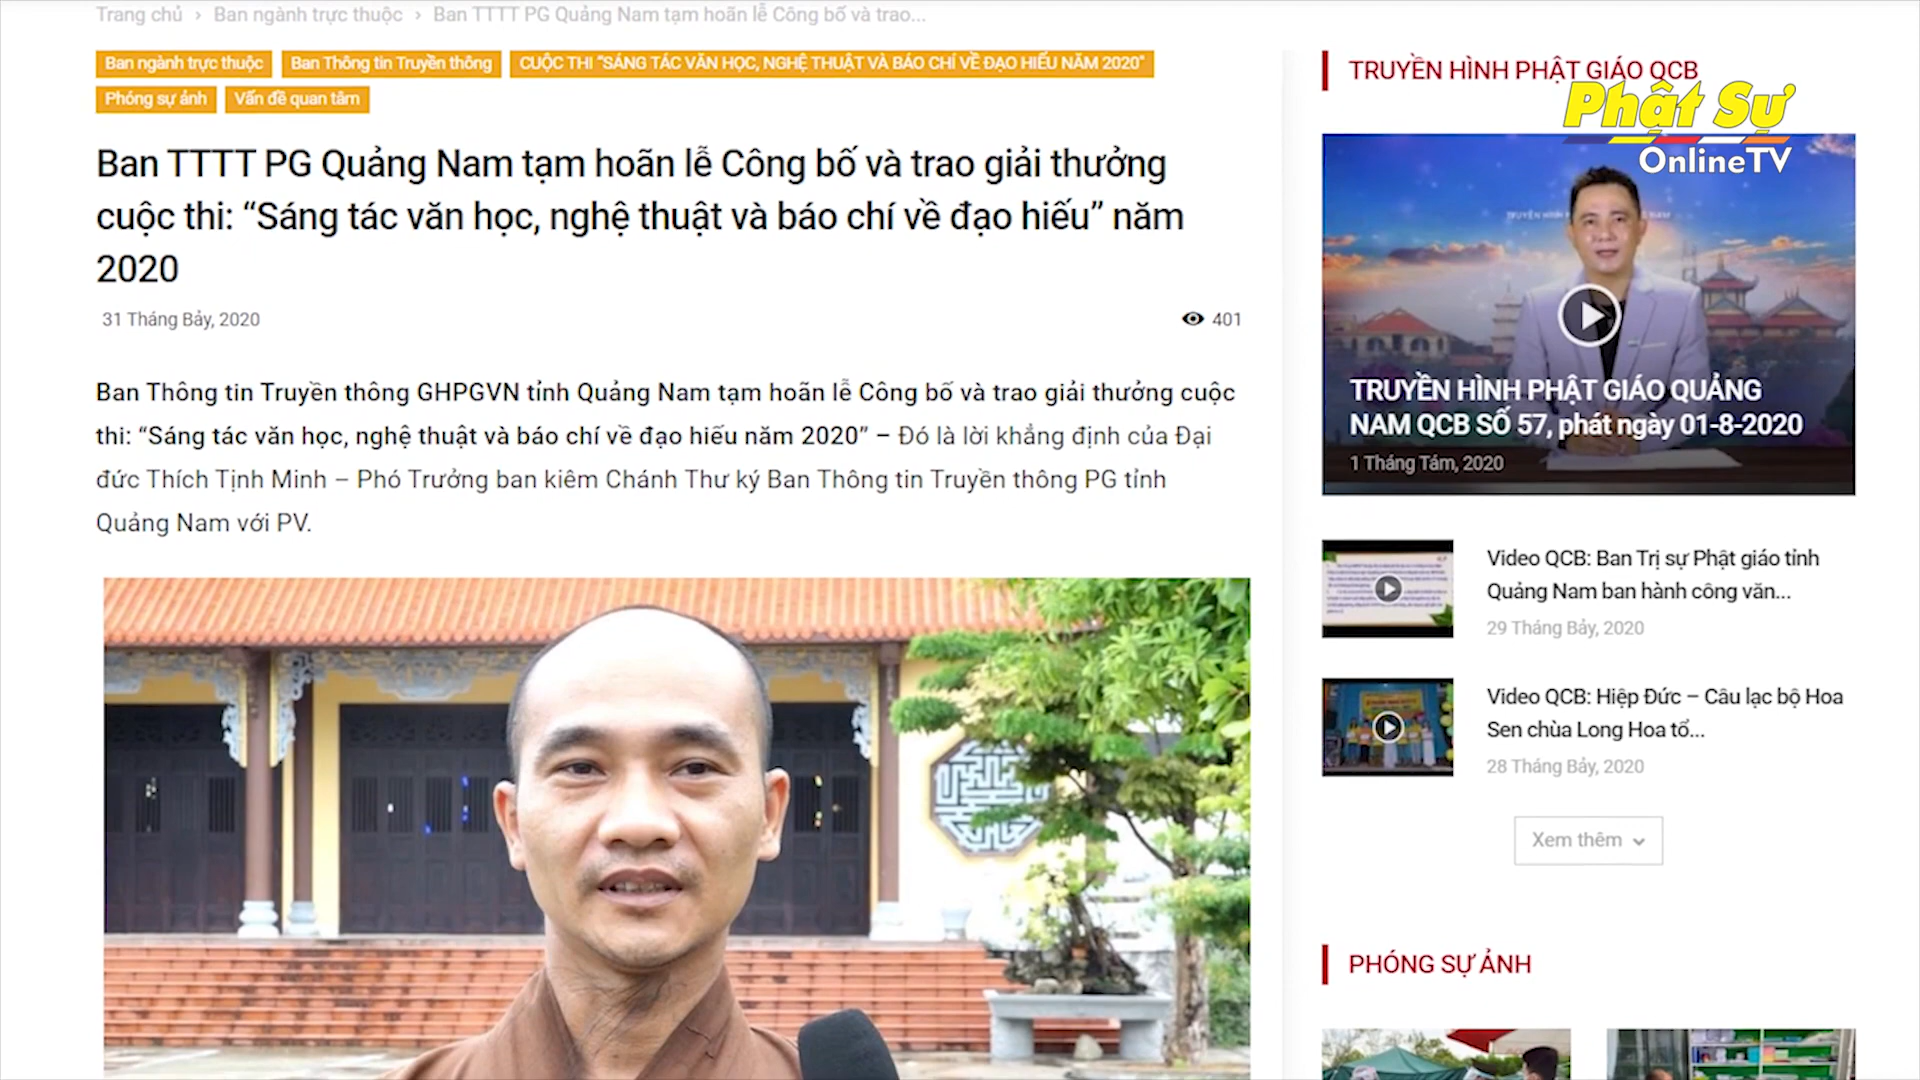 Trang chủ › Ban ngành trực thuộc › Ban TTTT PG Quảng Nam tạm hoãn lễ Công bố và trao...
Ban ngành trực thuộc
Ban Thông tin Truyền thông
CUỘC THI "SÁNG TÁC VĂN HỌC, NGHỆ THUẬT VÀ BÁO CHÍ VỀ ĐẠO HIẾU NĂM 2020"
Phóng sự ảnh
Vấn đề quan tâm
Ban TTTT PG Quảng Nam tạm hoãn lễ Công bố và trao giải thưởng
cuộc thi: “Sáng tác văn học, nghệ thuật và báo chí về đạo hiếu” năm
2020
31 Tháng Bảy, 2020
401
Ban Thông tin Truyền thông GHPGVN tỉnh Quảng Nam tạm hoãn lễ Công bố và trao giải thưởng cuộc
thi: “Sáng tác văn học, nghệ thuật và báo chí về đạo hiếu năm 2020” – Đó là lời khẳng định của Đại
đức Thích Tịnh Minh – Phó Trưởng ban kiêm Chánh Thư ký Ban Thông tin Truyền thông PG tỉnh
Quảng Nam với PV.
TRUYỀN HÌNH PHẬT GIÁO QCB
Phật Sự
OnlineTV
TRUYỀN HÌNH PHẬT GIÁO QUẢNG
NAM QCB SỐ 57, phát ngày 01-8-2020
1 Tháng Tám, 2020
Video QCB: Ban Trị sự Phật giáo tỉnh
Quảng Nam ban hành công văn...
29 Tháng Bảy, 2020
Video QCB: Hiệp Đức – Câu lạc bộ Hoa
Sen chùa Long Hoa tổ...
28 Tháng Bảy, 2020
Xem thêm
PHÓNG SỰ ẢNH